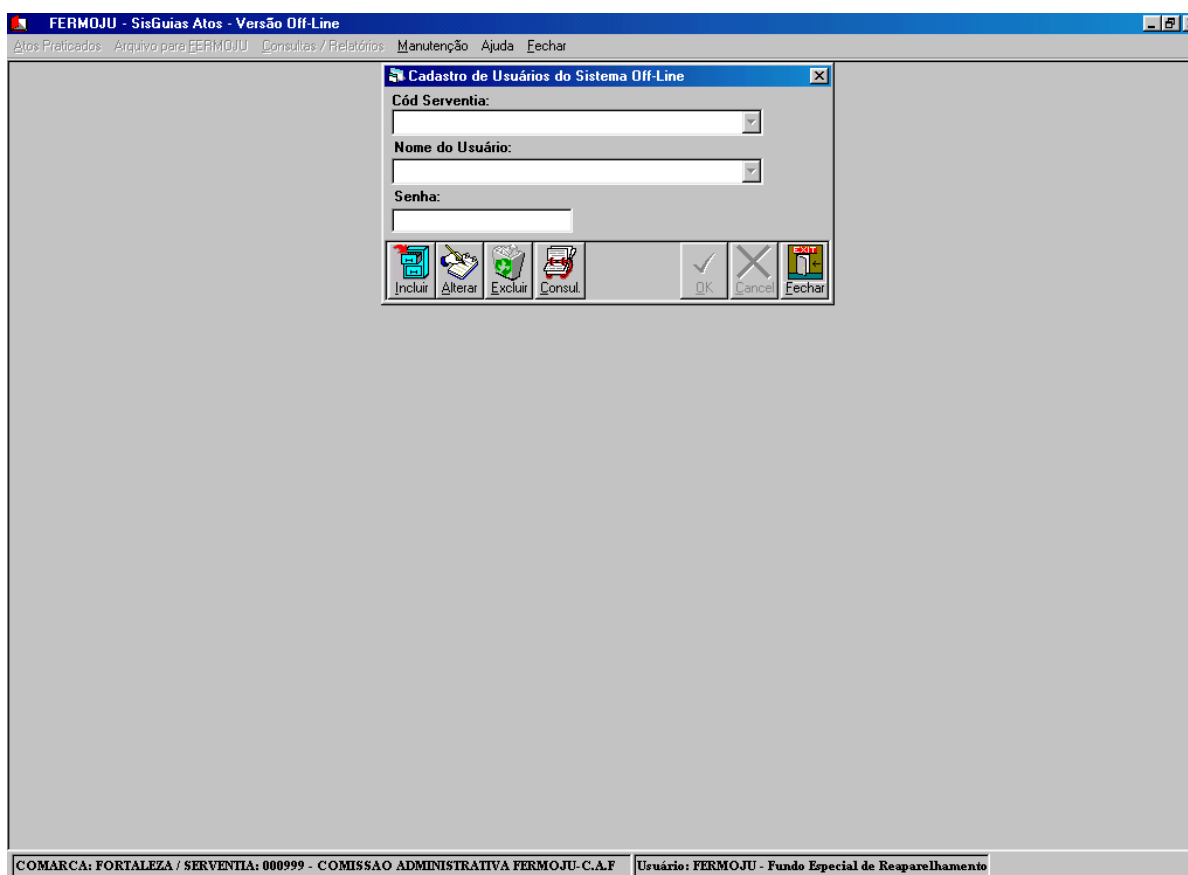 FERMOJU - SisGuias Atos - Versão Off-Line
Atos Praticados Arquivo para FERMOJU Consultas / Relatórios Manutenção Ajuda Fechar
Cadastro de Usuários do Sistema Off-Line
Cód Serventia:
Nome do Usuário:
Senha:
EXIT
Incluir Alterar Excluir Consul. OK Cancel Fechar
COMARCA: FORTALEZA / SERVENTIA: 000999 - COMISSAO ADMINISTRATIVA FERMOJU-C.A.F Usuário: FERMOJU - Fundo Especial de Reaparelhamento